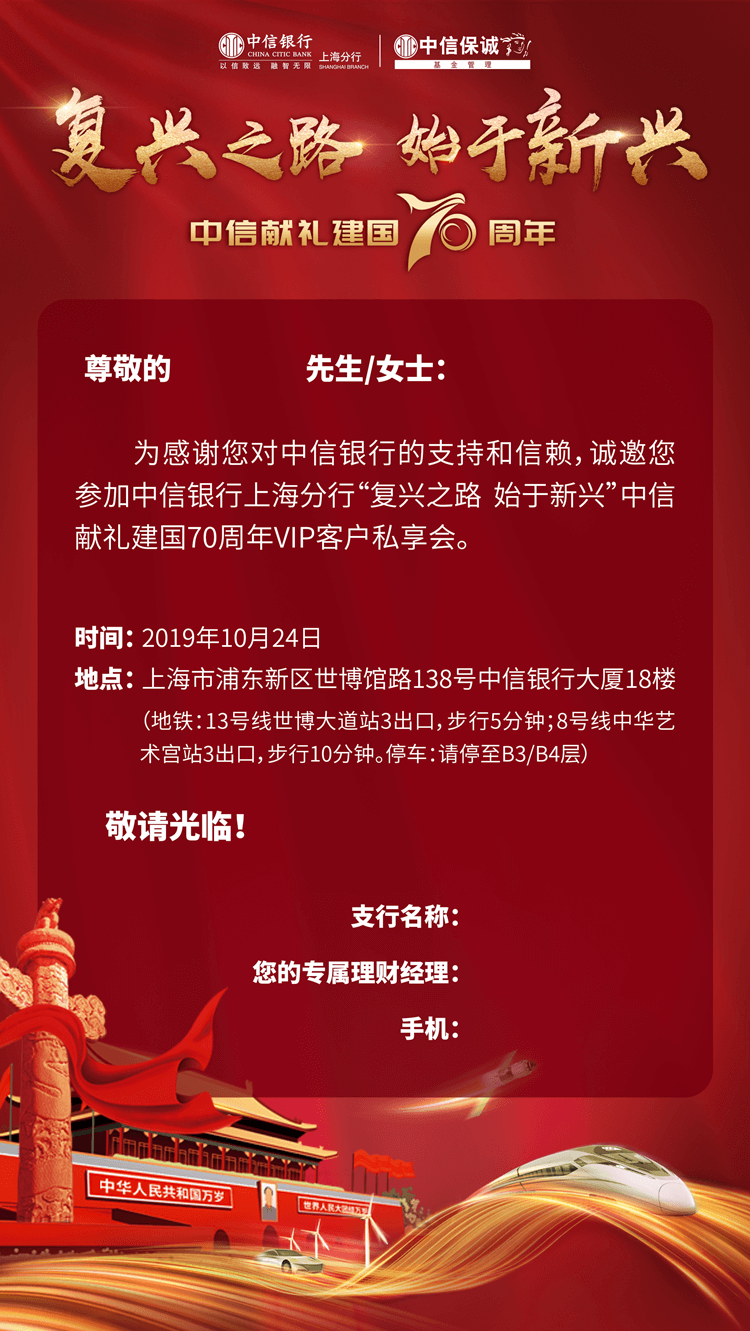 中信银行
CHINA CITIC BANK
以信致远 融智无限
上海分行
SHANGHAI BRANCH
中信保诚
基金管理
复兴之路 始于新兴
中信献礼建国70周年
尊敬的 先生/女士：
为感谢您对中信银行的支持和信赖，诚邀您
参加中信银行上海分行“复兴之路 始于新兴”中信
献礼建国70周年VIP客户私享会。
时间：2019年10月24日
地点：上海市浦东新区世博馆路138号中信银行大厦18楼
（地铁：13号线世博大道站3出口，步行5分钟；8号线中华艺
术宫站3出口，步行10分钟。停车：请停至B3/B4层）
敬请光临！
支行名称：
您的专属理财经理：
手机：
中华人民共和国万岁
世界人民大团结万岁